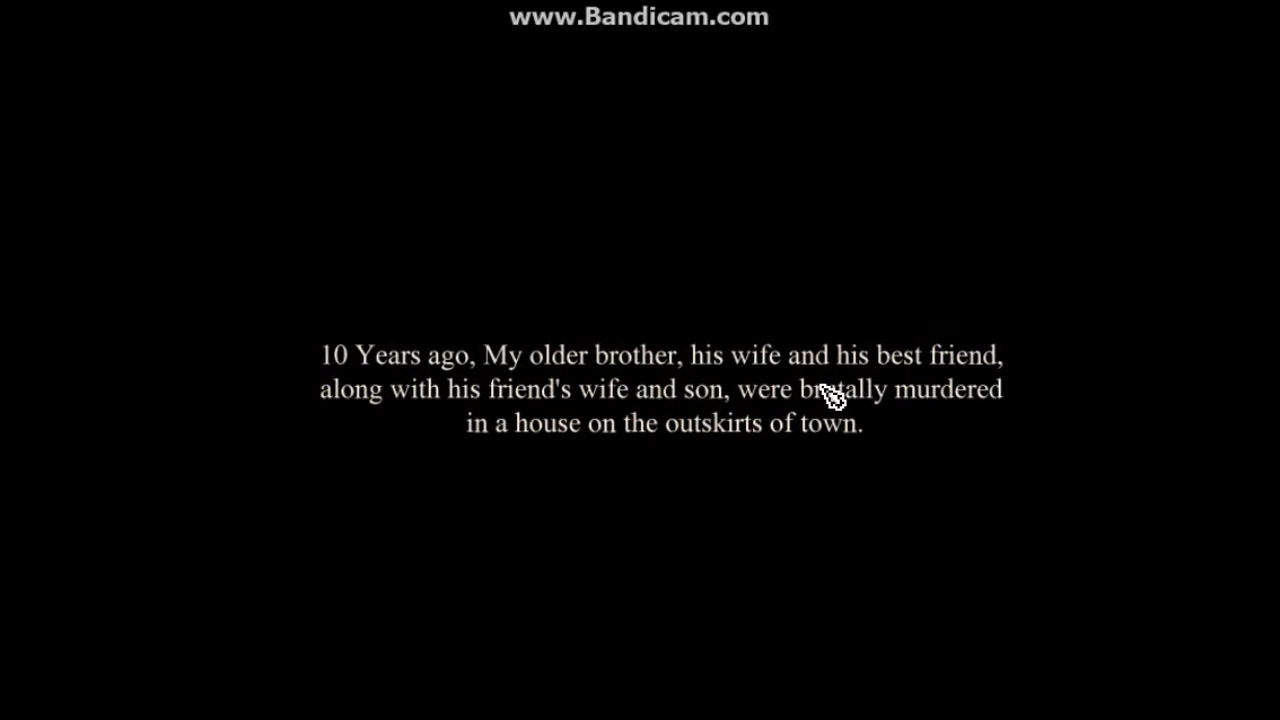 www.Bandicam.com
10 Years ago, My older brother, his wife and his best friend,
along with his friend's wife and son, were brutally murdered
in a house on the outskirts of town.